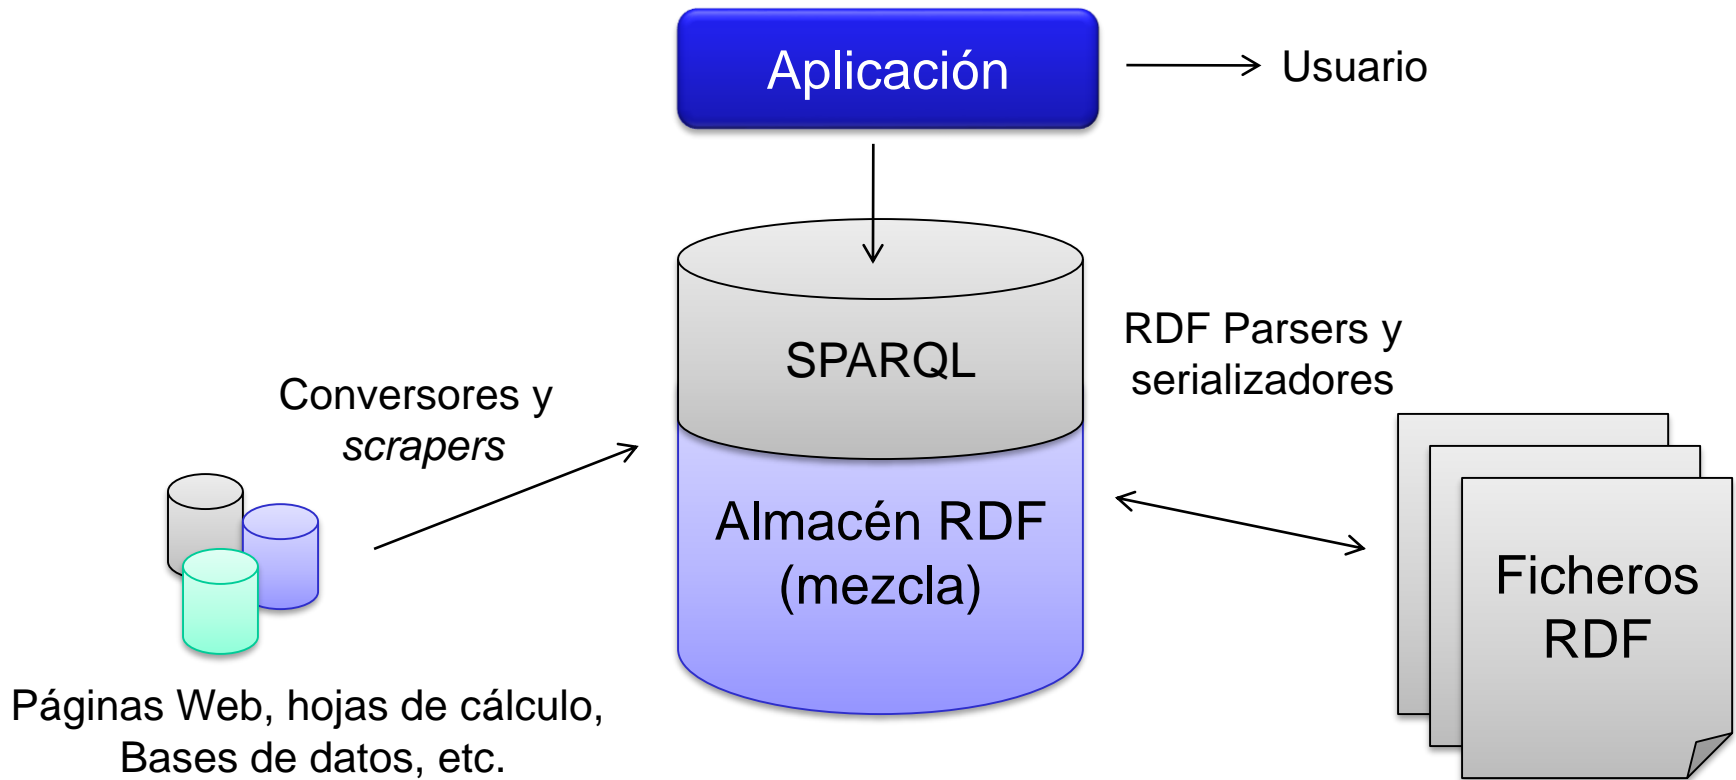 Aplicación
Usuario
SPARQL
RDF Parsers y
serializadores
Conversores y
scrapers
Almacén RDF
(mezcla)
Ficheros
RDF
Páginas Web, hojas de cálculo,
Bases de datos, etc.